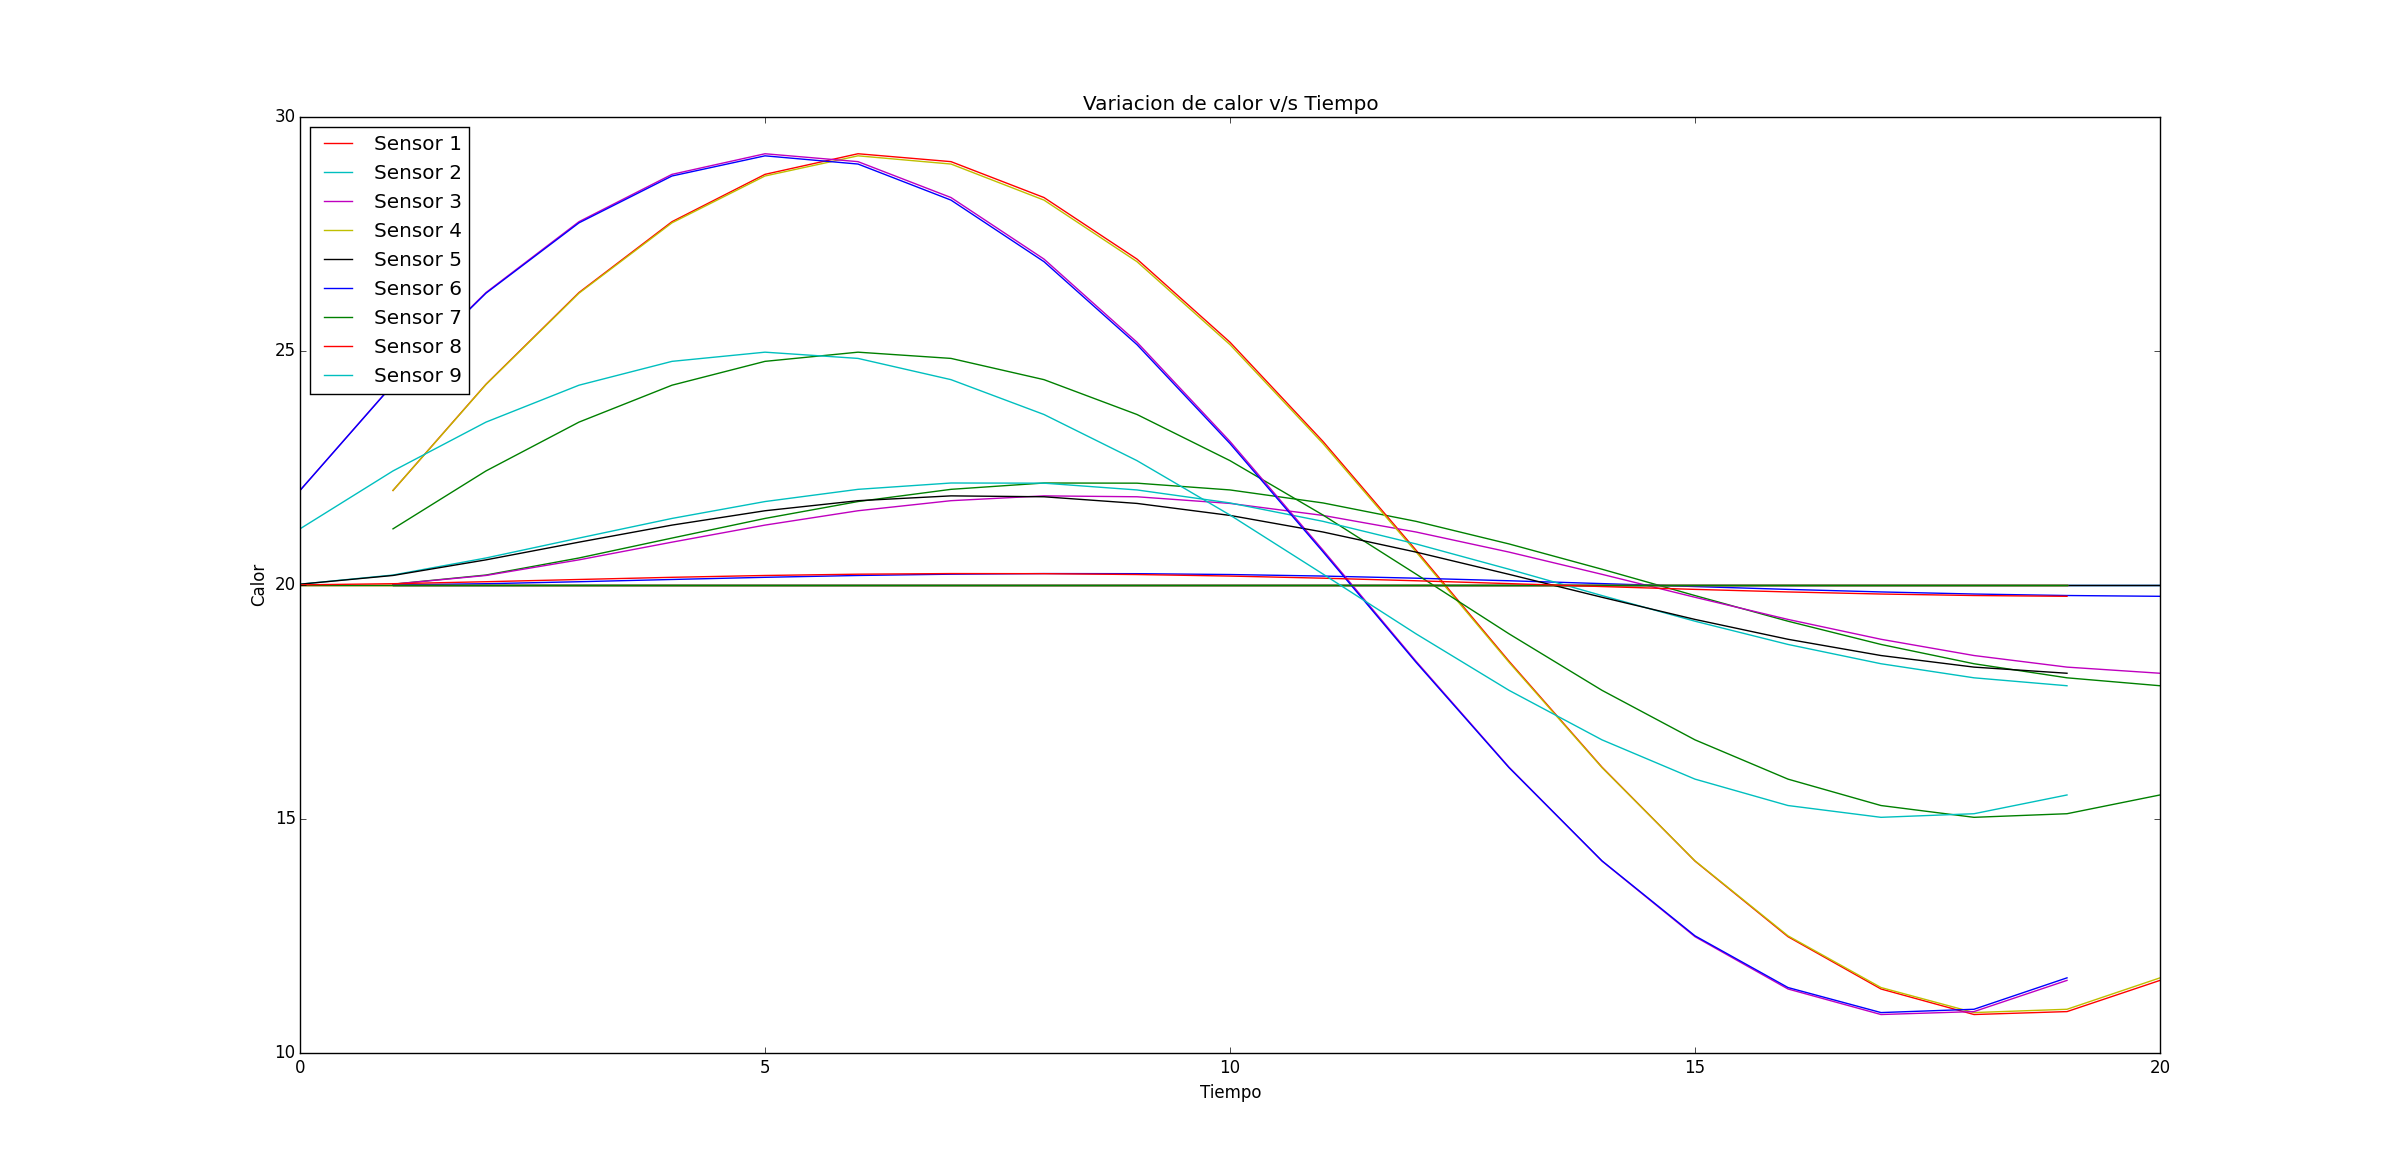 Variacion de calor v/s Tiempo
30
25
20
15
10
Calor
Sensor 1
Sensor 2
Sensor 3
Sensor 4
Sensor 5
Sensor 6
Sensor 7
Sensor 8
Sensor 9
0 5 10 15 20
Tiempo